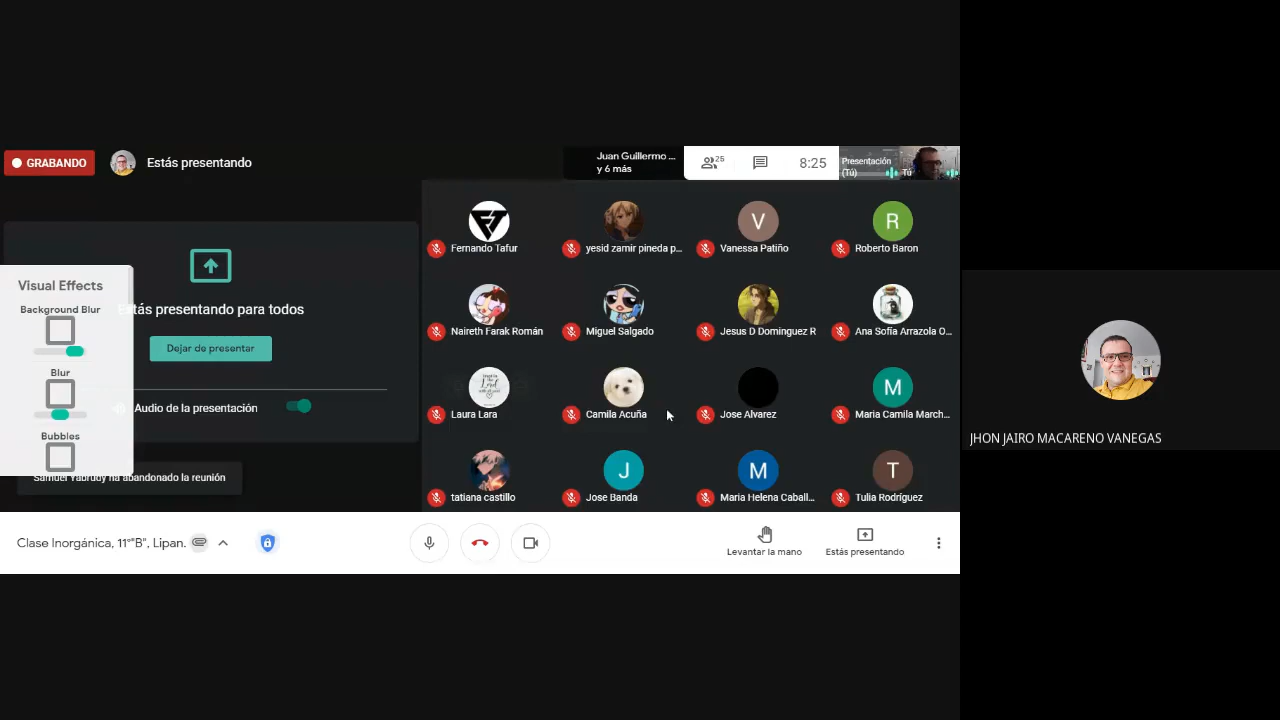 GRABANDO
Estás presentando
Juan Guillermo ...
y 6 más
25
8:25
Presentación
(Tú)
Tú
Fernando Tafur
yesid zamir pineda p...
V
Vanessa Patiño
R
Roberto Baron
Visual Effects
Background Blur
Estás presentando para todos
Dejar de presentar
Blur
Audio de la presentación
Bubbles
Samuel Yabrudy ha abandonado la reunión
Naireth Farak Román
Miguel Salgado
Jesus D Dominguez R
Ana Sofía Arrazola O...
Laura Lara
Camila Acuña
Jose Alvarez
M
Maria Camila March...
tatiana castillo
J
Jose Banda
M
Maria Helena Caball...
T
Tulia Rodríguez
JHON JAIRO MACARENO VANEGAS
Clase Inorgánica, 11°"B", Lipan.
Levantar la mano
Estás presentando